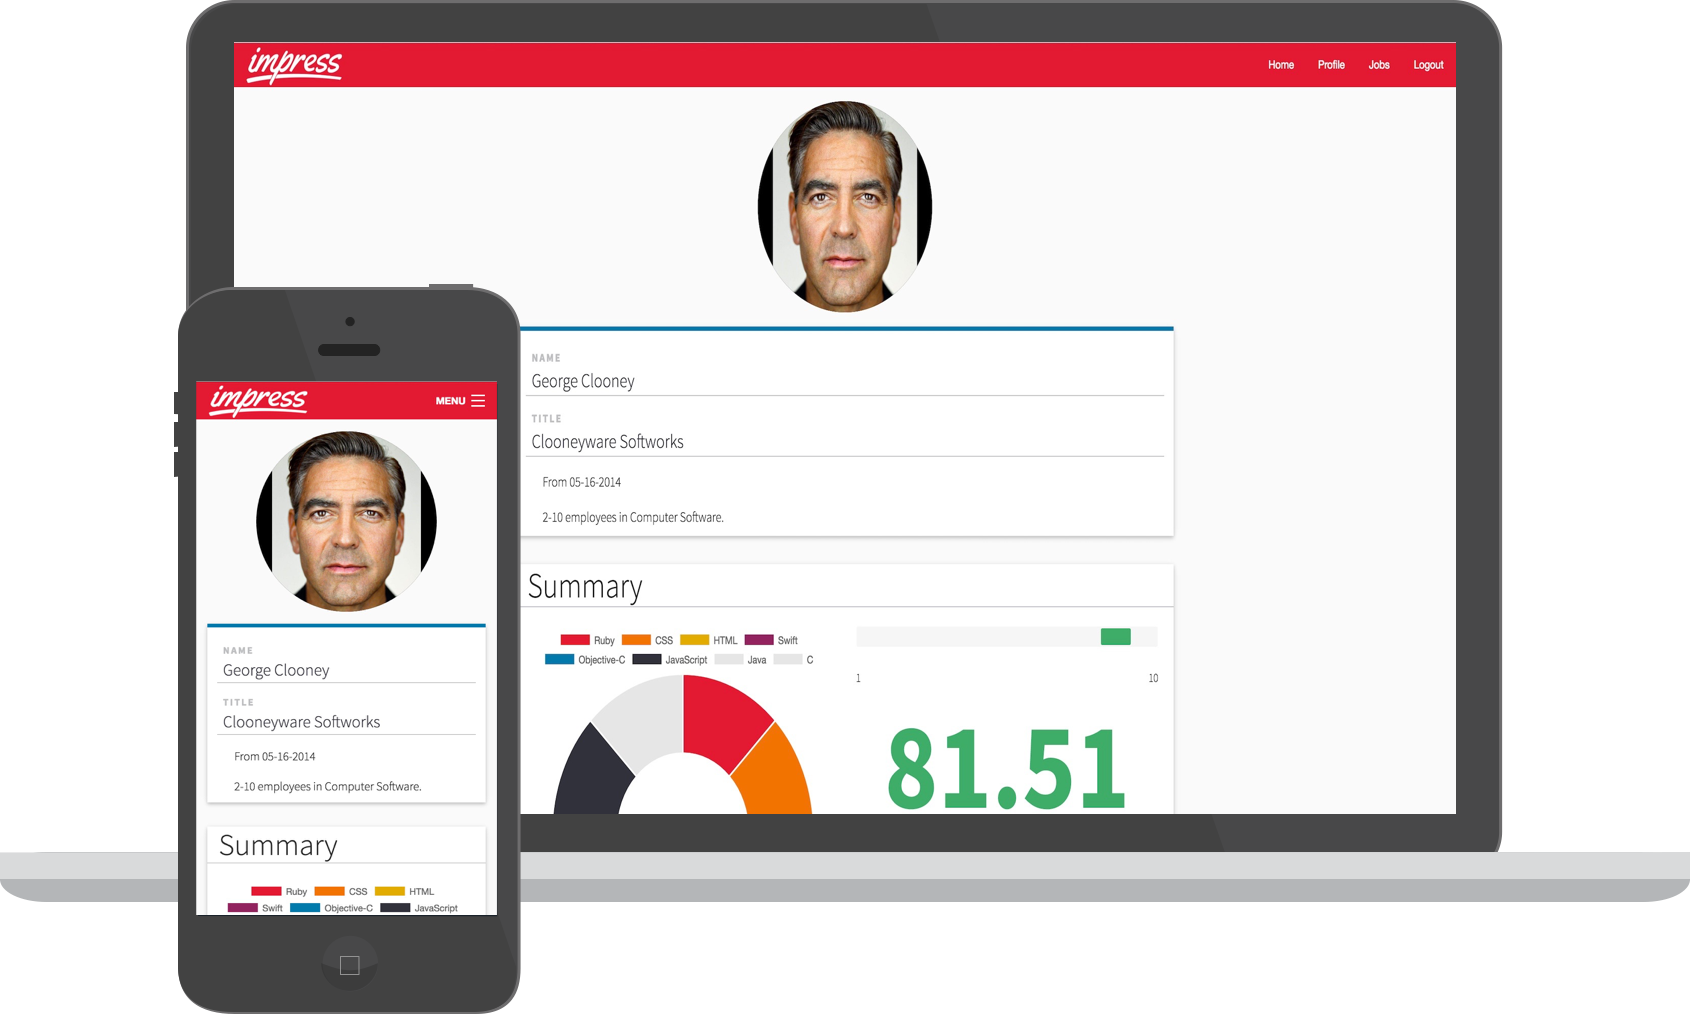 impress
Home Profile Jobs Logout
NAME
George Clooney
TITLE
Clooneyware Softworks
From 05-16-2014
2-10 employees in Computer Software.
Summary
Ruby CSS HTML Swift
Objective-C JavaScript Java C
1 10
81.51
impress
MENU
NAME
George Clooney
TITLE
Clooneyware Softworks
From 05-16-2014
2-10 employees in Computer Software.
Summary
Ruby CSS HTML
Swift Objective-C JavaScript